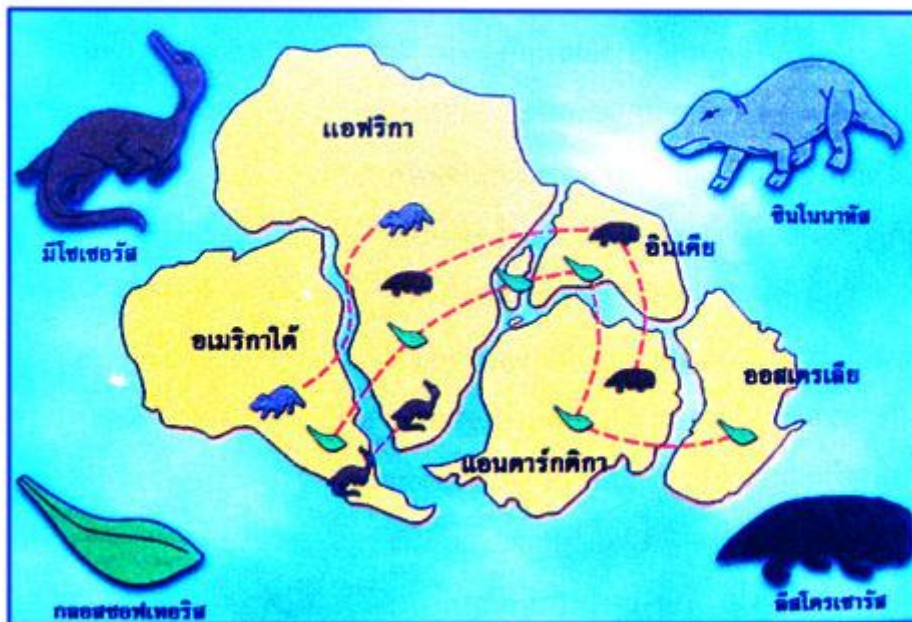 แอฟริกา
มีโซเซอรัส
ซินโนนาทัส
อินเดีย
อเมริกาใต้
ออสเตรเลีย
แอนตาร์กติกา
กลอสซอฟเทอริส
ลีสโตรซารัส